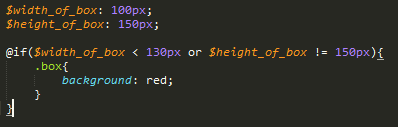 $width_of_box: 100px;
$height_of_box: 150px;
@if($width_of_box < 130px or $height_of_box != 150px){
.box{
background: red;
}
}